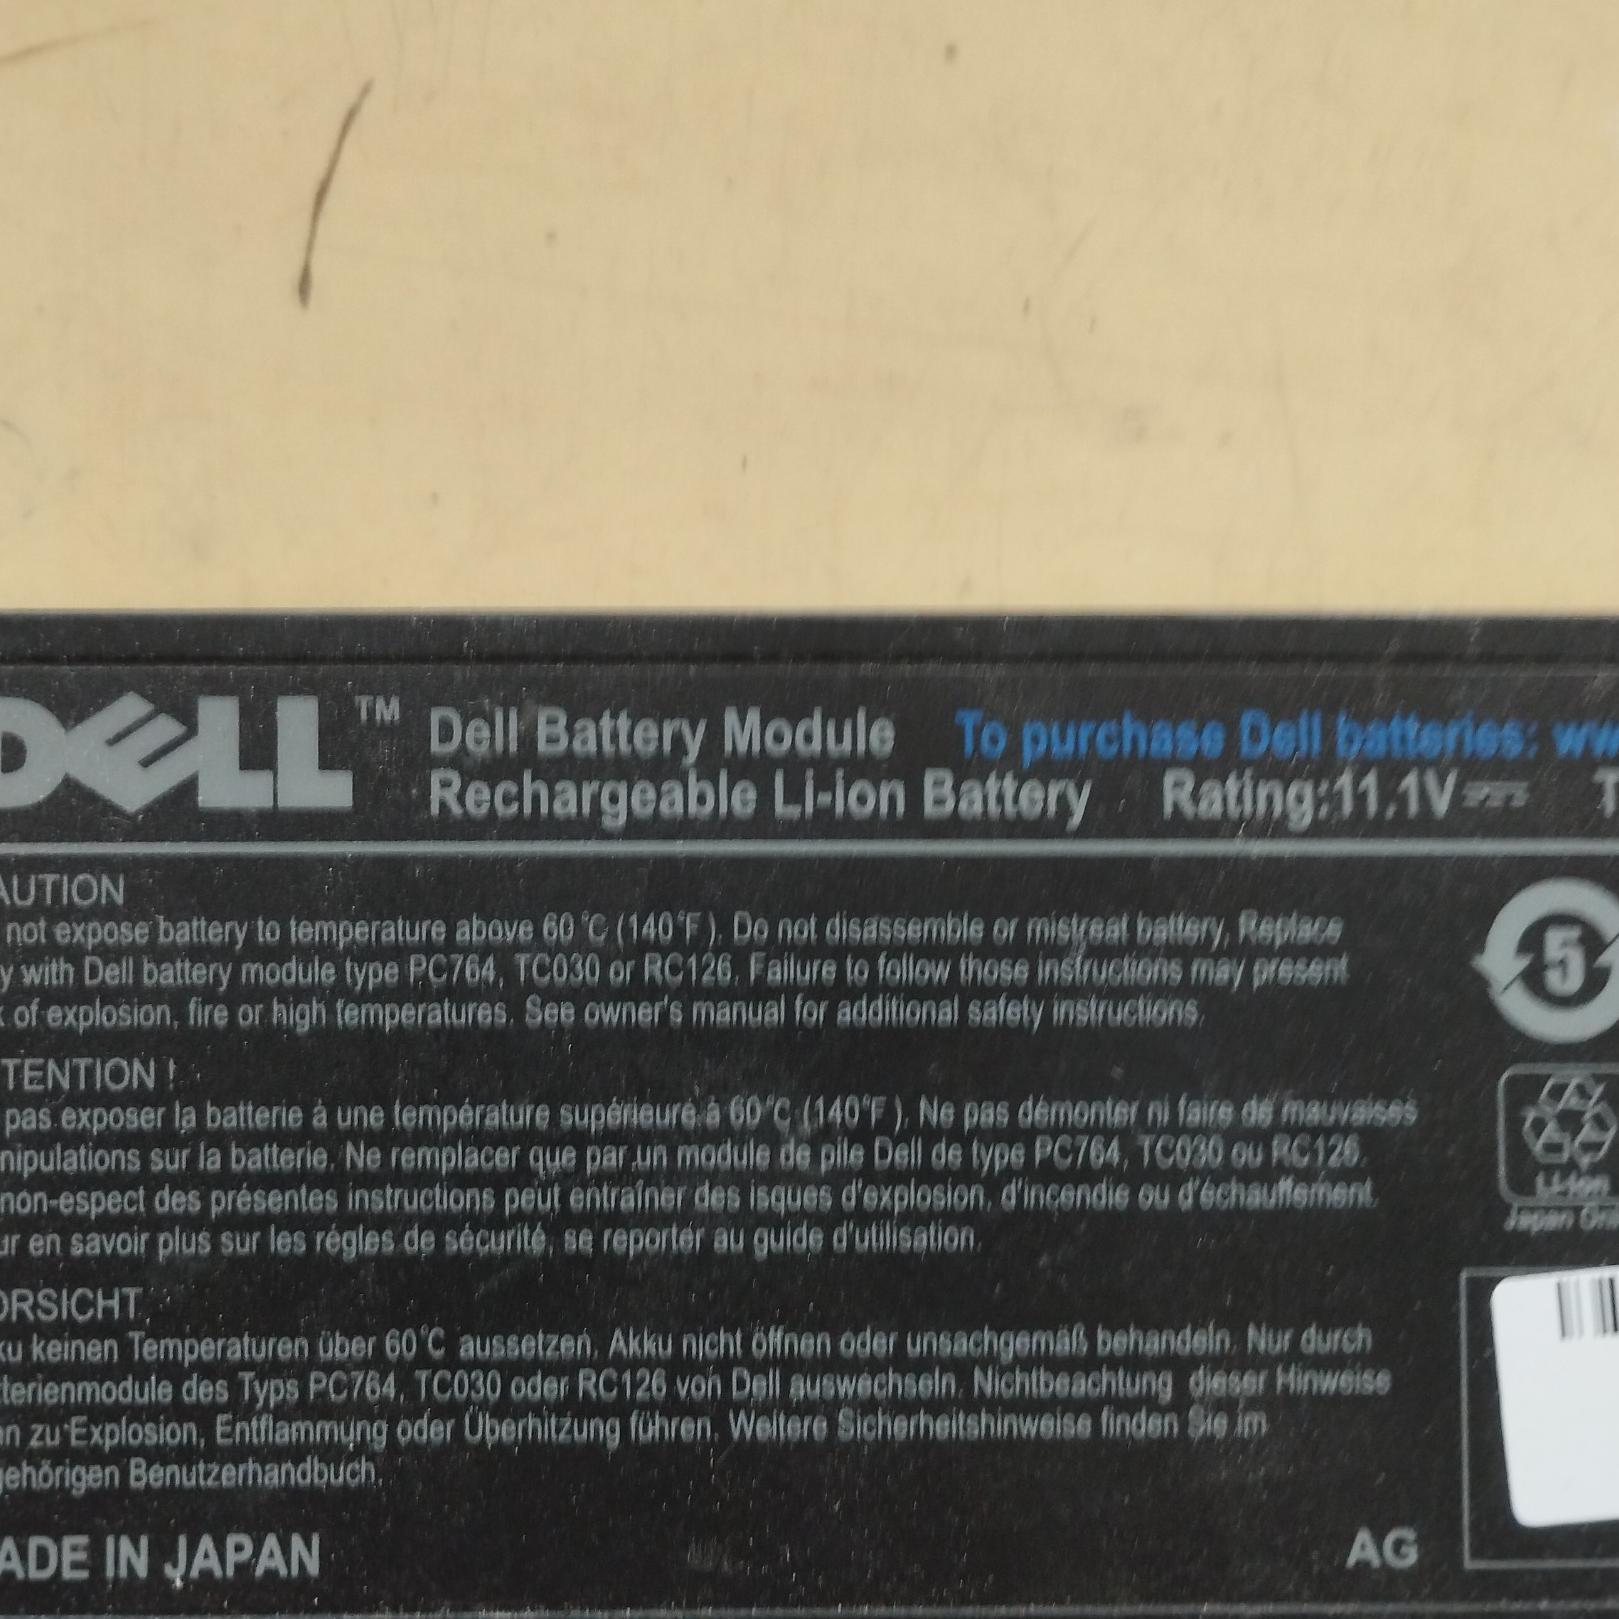 DELL™ Dell Battery Module To purchase Dell batteries: ww
Rechargeable Li-ion Battery Rating:11.1V⎓ T
AUTION
not expose battery to temperature above 60°C (140°F). Do not disassemble or mistreat battery, Replace
y with Dell battery module type PC764, TC030 or RC126. Failure to follow those instructions may present
k of explosion, fire or high temperatures. See owner's manual for additional safety instructions.
TENTION !
pas exposer la batterie à une température supérieure à 60°C (140°F). Ne pas démonter ni faire de mauvaises
nipulations sur la batterie. Ne remplacer que par un module de pile Dell de type PC764, TC030 ou RC126.
non-espect des présentes instructions peut entraîner des isques d'explosion, d'incendie ou d'échauffement.
ur en savoir plus sur les régles de sécurité, se reporter au guide d'utilisation.
ORSICHT
ku keinen Temperaturen über 60°C aussetzen. Akku nicht öffnen oder unsachgemäß behandeln. Nur durch
tterienmodule des Typs PC764, TC030 oder RC126 von Dell auswechseln. Nichtbeachtung dieser Hinweise
nn zu Explosion, Entflammung oder Überhitzung führen. Weitere Sicherheitshinweise finden Sie im
gehörigen Benutzerhandbuch.
ADE IN JAPAN
AG
5
Li-ion
Japan On